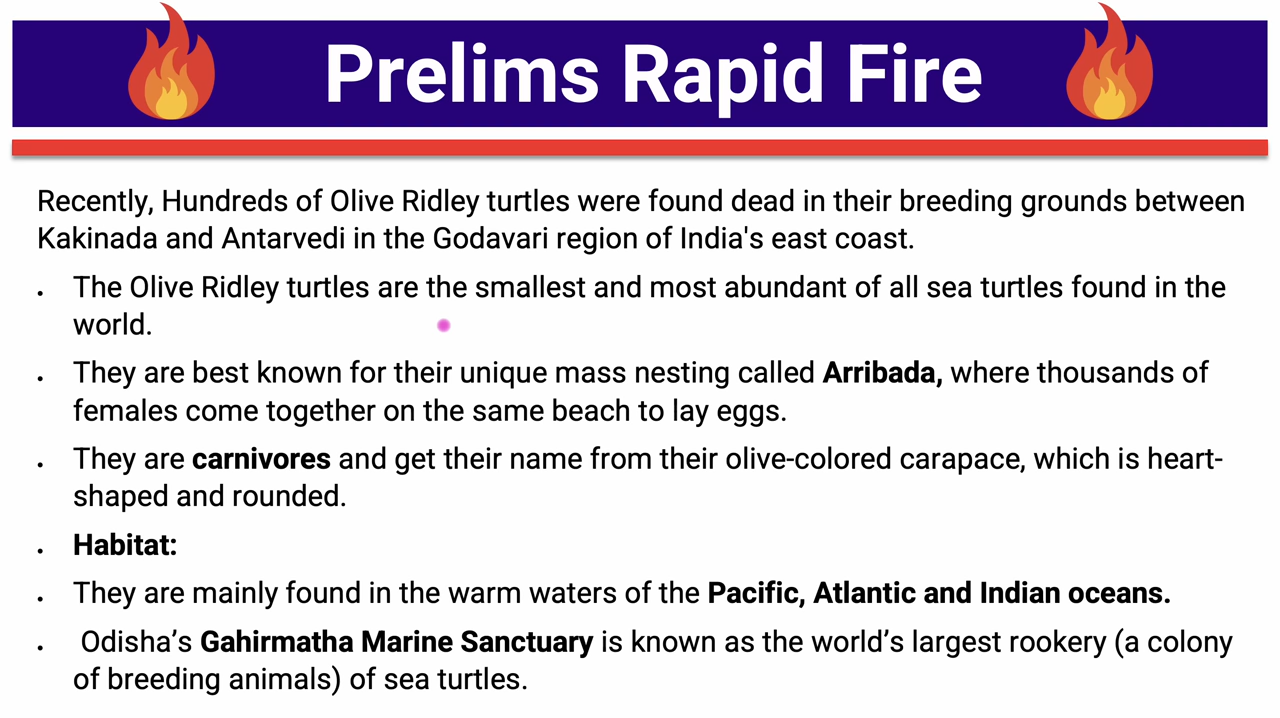 Prelims Rapid Fire
Recently, Hundreds of Olive Ridley turtles were found dead in their breeding grounds between
Kakinada and Antarvedi in the Godavari region of India's east coast.
• The Olive Ridley turtles are the smallest and most abundant of all sea turtles found in the
world.
• They are best known for their unique mass nesting called Arribada, where thousands of
females come together on the same beach to lay eggs.
• They are carnivores and get their name from their olive-colored carapace, which is heart-
shaped and rounded.
• Habitat:
• They are mainly found in the warm waters of the Pacific, Atlantic and Indian oceans.
• Odisha’s Gahirmatha Marine Sanctuary is known as the world’s largest rookery (a colony
of breeding animals) of sea turtles.